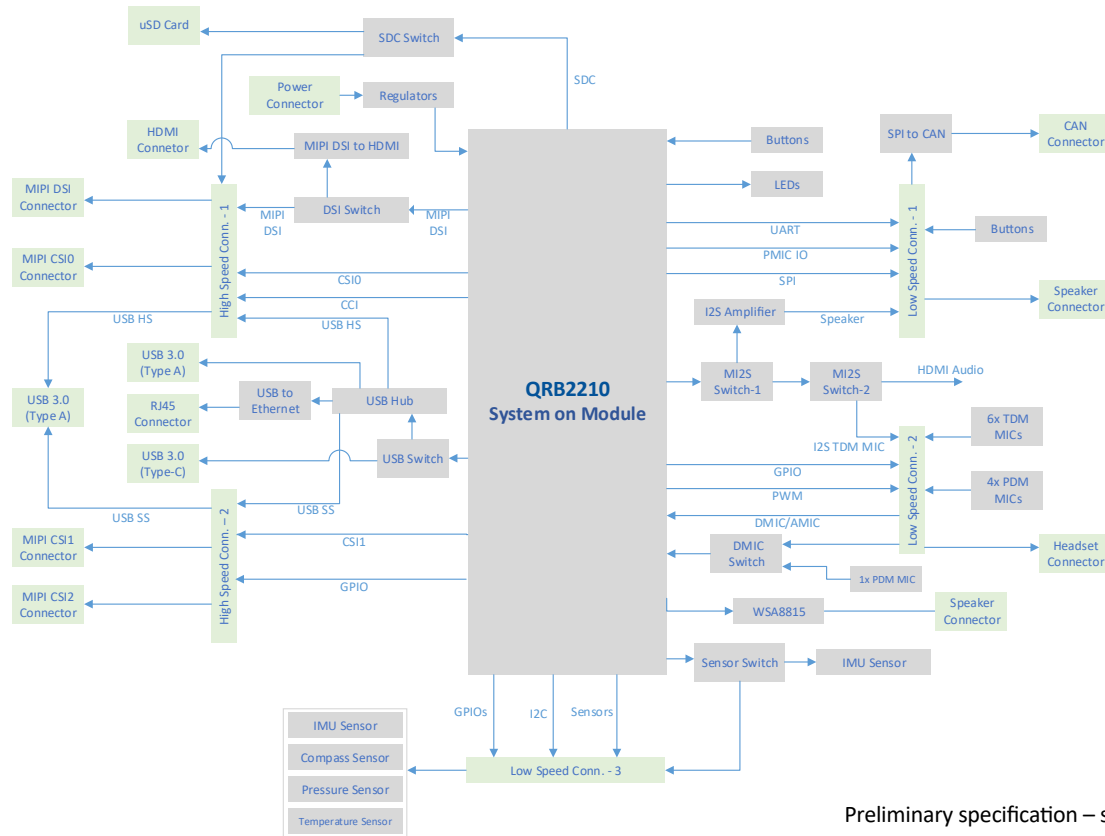 uSD Card
SDC Switch
SDC
Power
Connector
Regulators
HDMI
Connetor
MIPI DSI to HDMI
MIPI DSI
Connector
DSI Switch
MIPI
DSI
MIPI
DSI
High Speed Conn. - 1
MIPI CSI0
Connector
CSI0
CCI
USB HS
USB HS
USB 3.0
(Type A)
USB 3.0
(Type A)
USB to
Ethernet
USB Hub
RJ45
Connector
USB 3.0
(Type-C)
USB Switch
USB SS
USB SS
High Speed Conn. – 2
MIPI CSI1
Connector
CSI1
MIPI CSI2
Connector
GPIO
QRB2210
System on Module
Buttons
LEDs
SPI to CAN
CAN
Connector
UART
PMIC IO
SPI
Low Speed Conn. - 1
Buttons
Speaker
Connector
I2S Amplifier
Speaker
MI2S
Switch-1
MI2S
Switch-2
HDMI Audio
I2S TDM MIC
6x TDM
MICs
GPIO
PWM
Low Speed Conn. - 2
4x PDM
MICs
DMIC/AMIC
DMIC
Switch
1x PDM MIC
Headset
Connector
WSA8815
Speaker
Connector
Sensor Switch
IMU Sensor
GPIOs
I2C
Sensors
IMU Sensor
Compass Sensor
Pressure Sensor
Temperature Sensor
Low Speed Conn. - 3
Preliminary specification – s